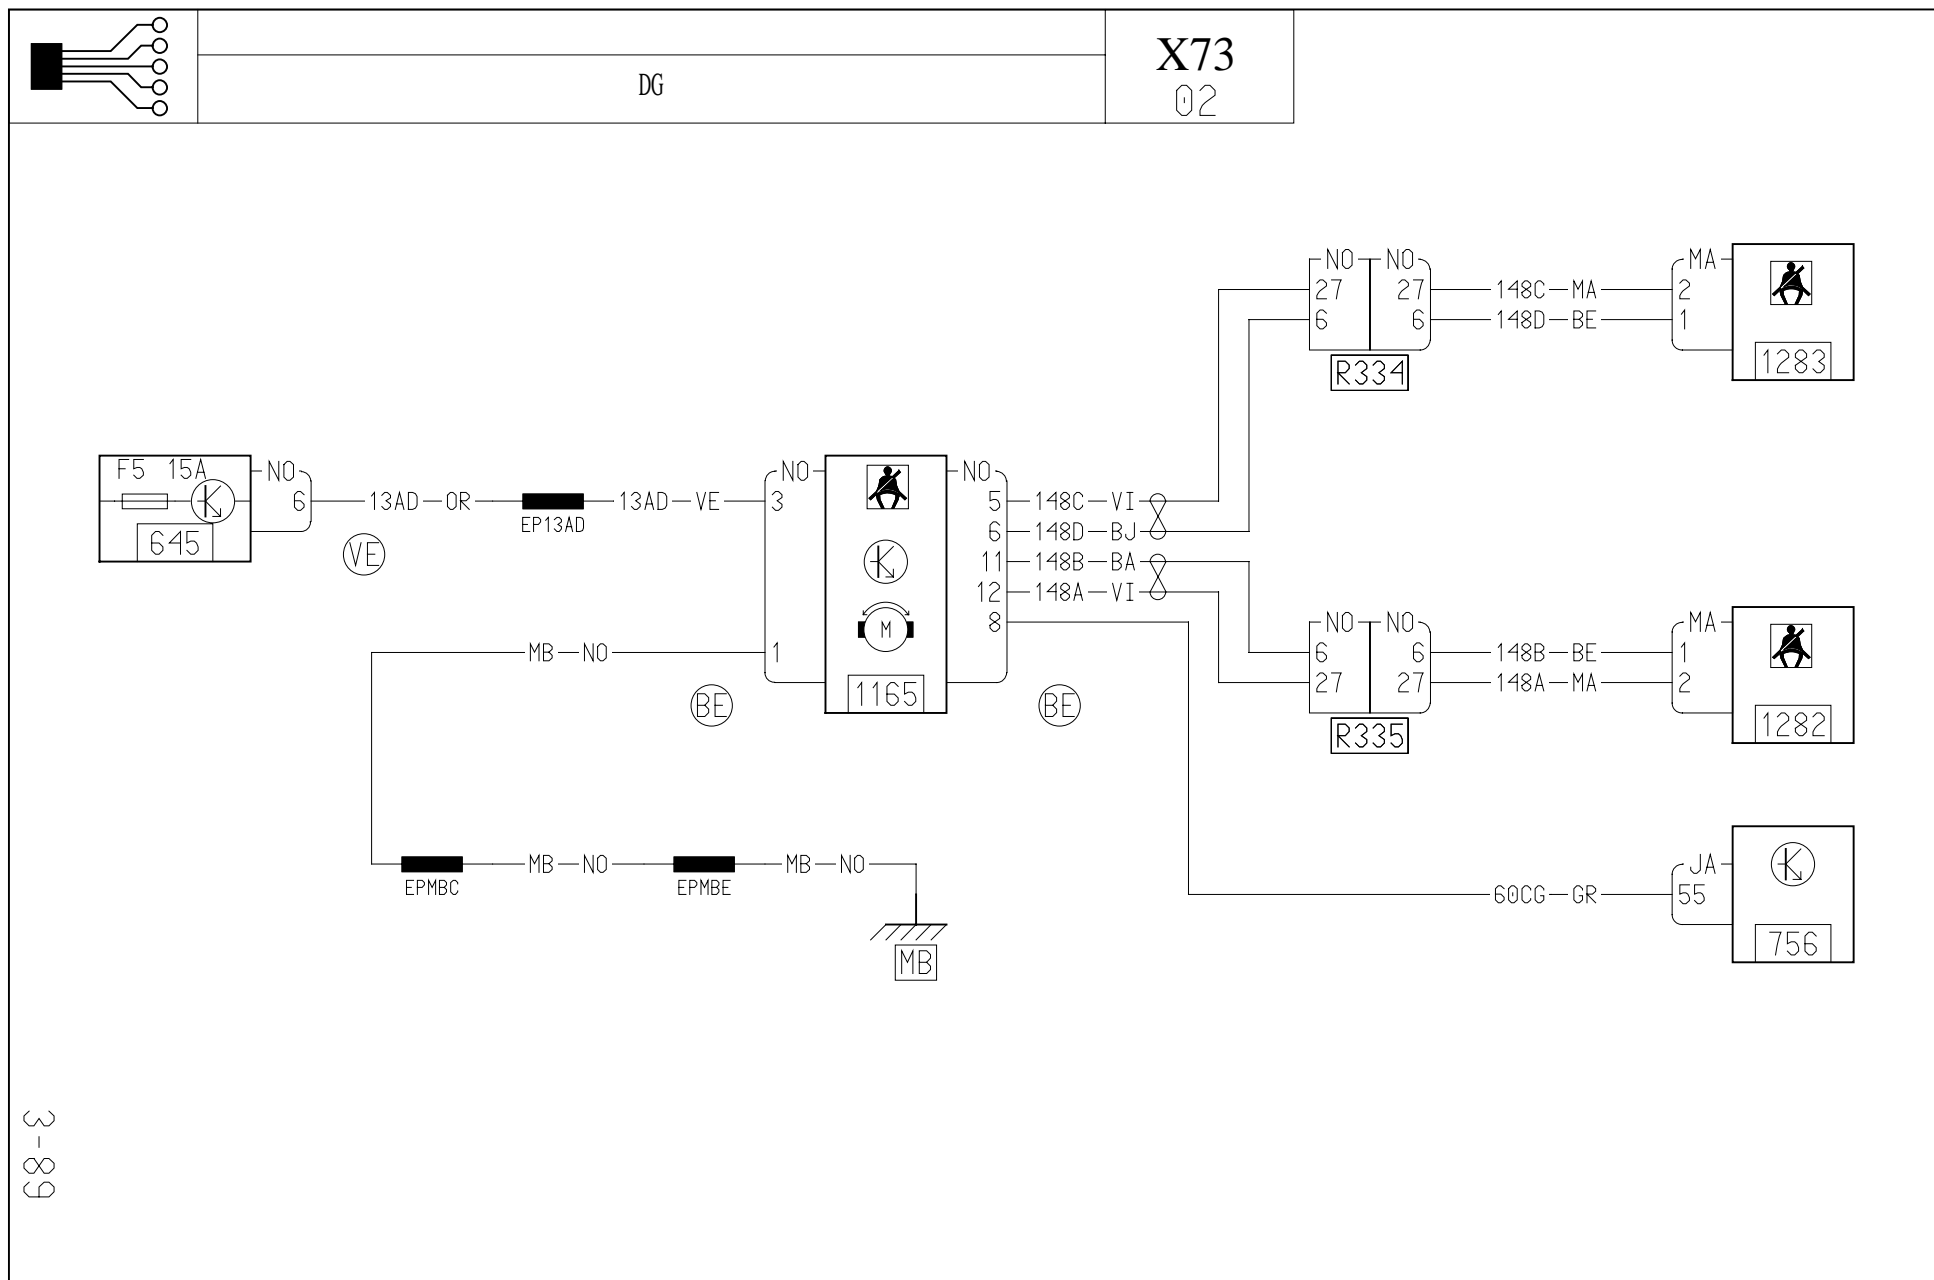 X73
DG
02
NO NO MA
27 27 148C MA 2
6 6 148D BE 1
1283
R334
F5 15A NO NO NO
6 13AD OR 13AD VE 3 5 148C VI
EP13AD
645 6 148D BJ
VE 11 148B BA
12 148A VI
M 8 NO NO MA
MB NO 1 6 6 148B BE 1
27 27 148A MA 2
BE 1165 BE
1282
R335
MB NO MB NO JA
EPMBC EPMBE 60CG GR 55
756
MB
3-89